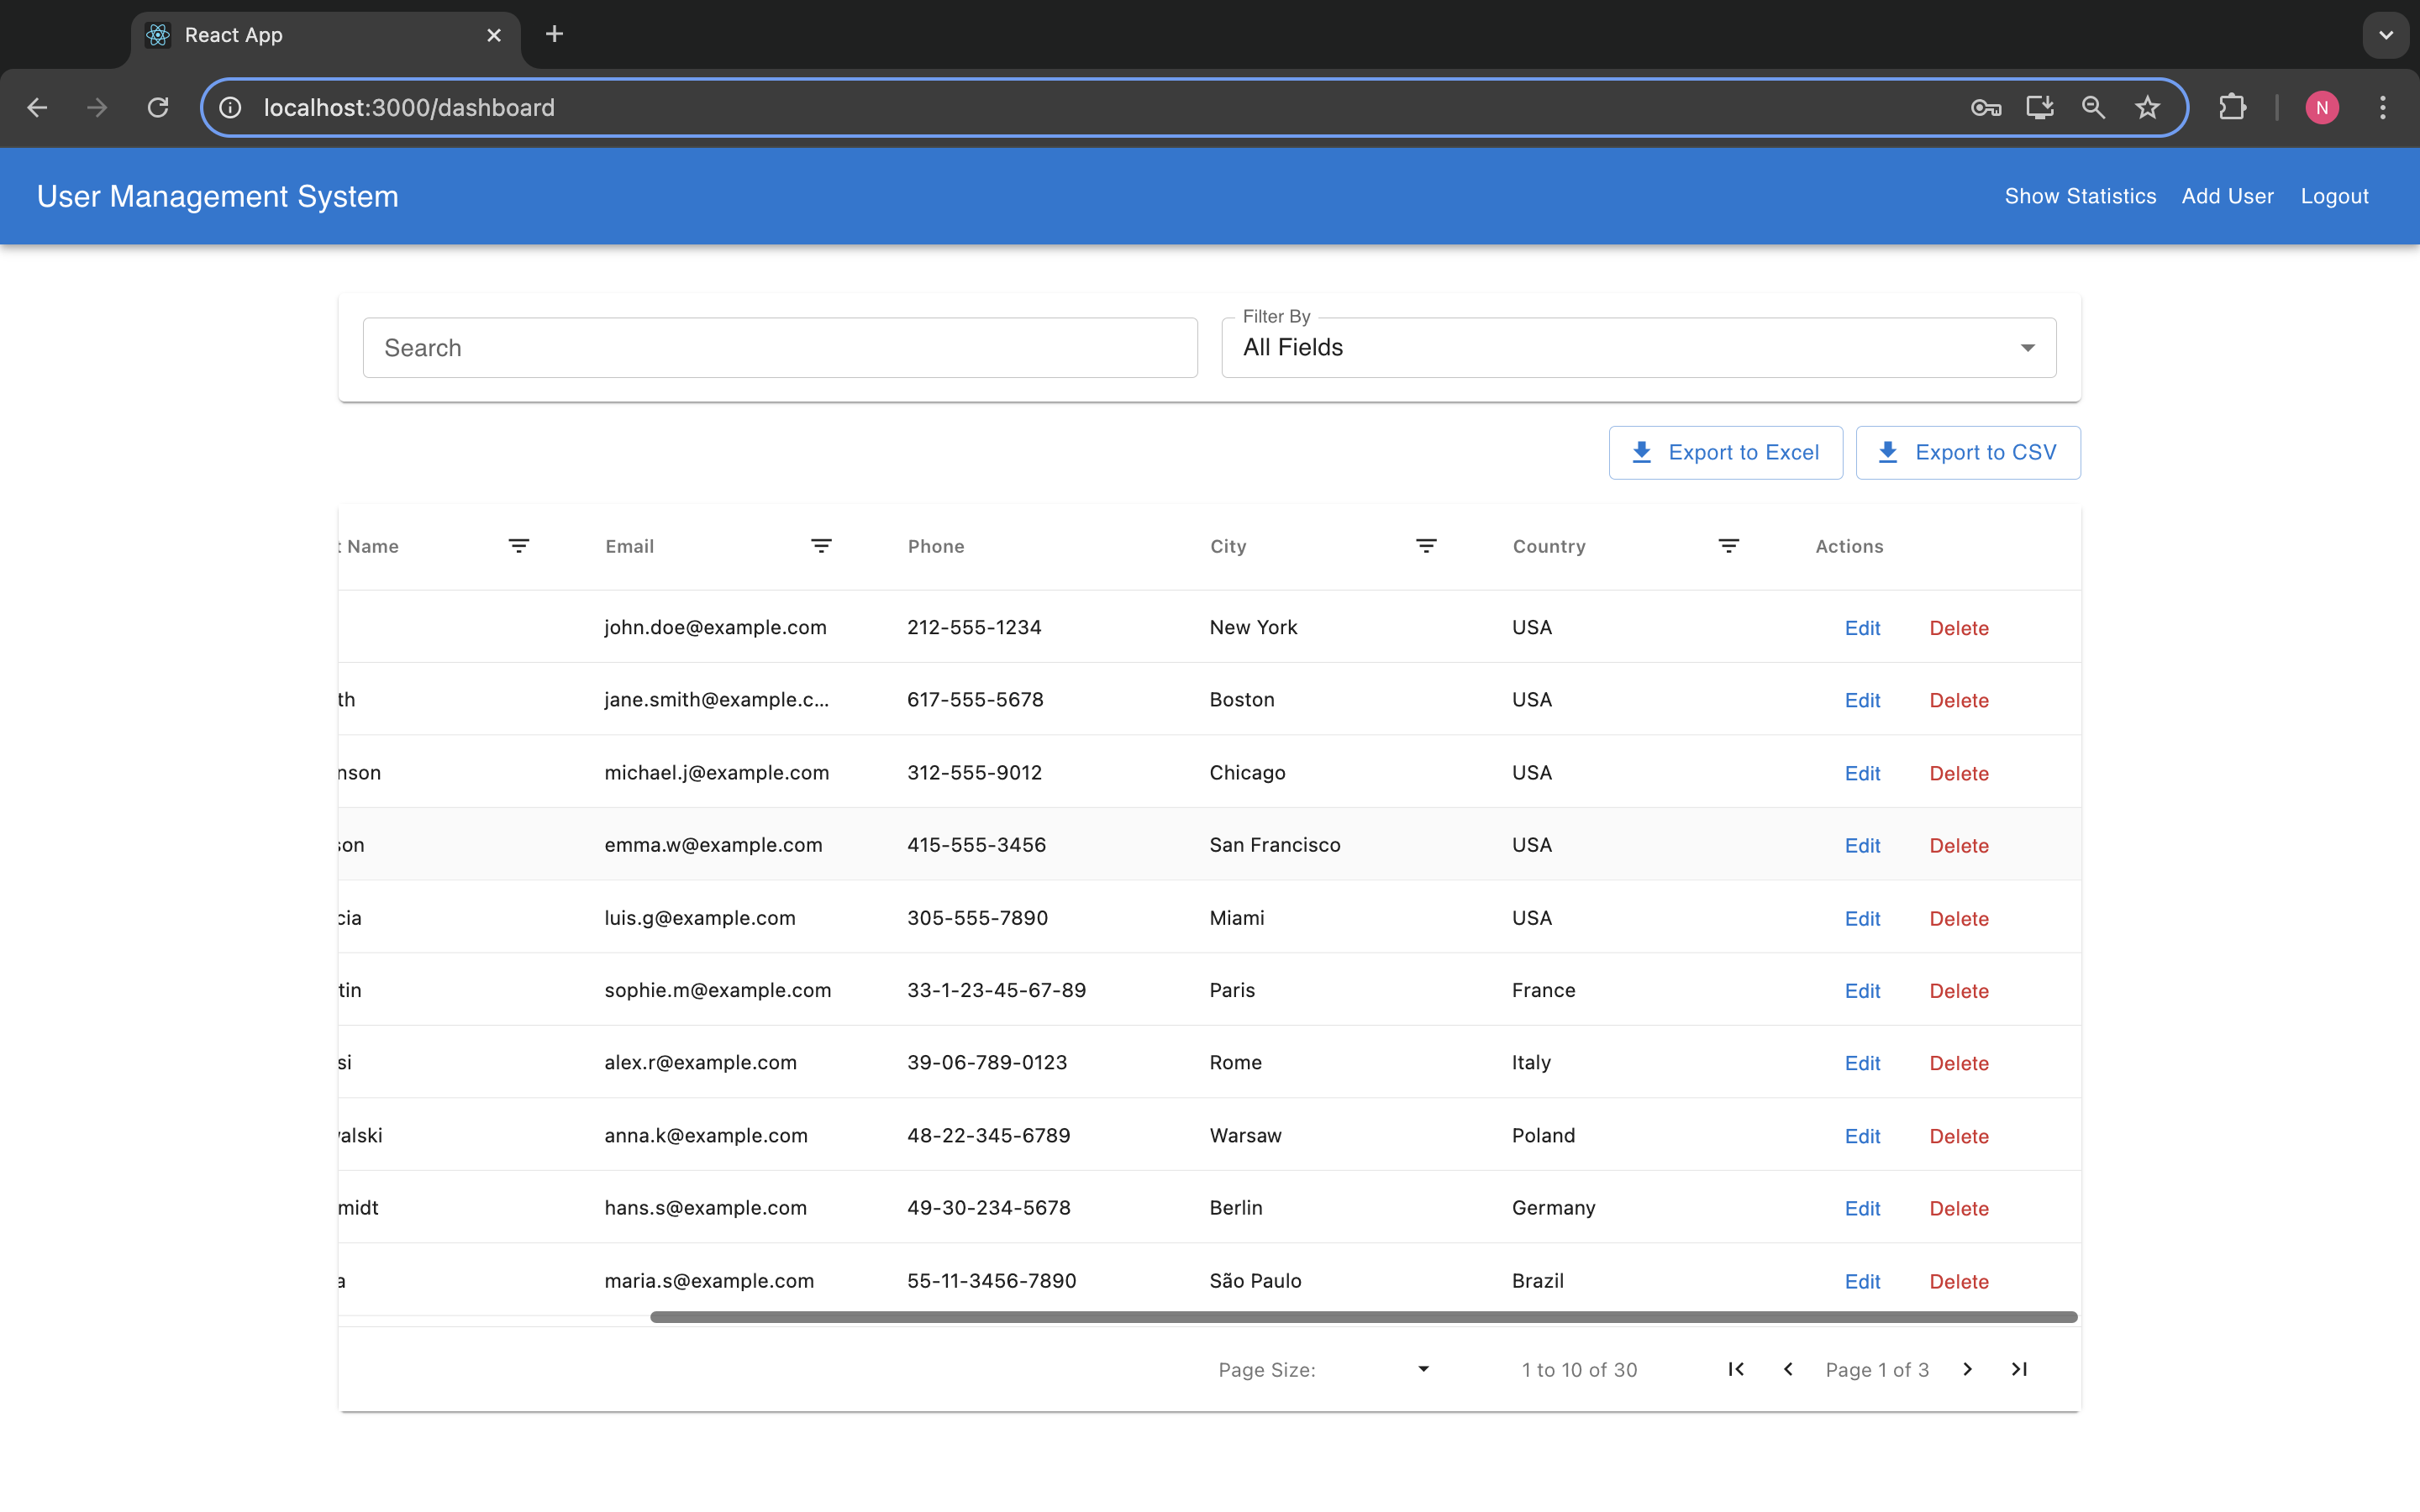 React App
localhost:3000/dashboard
N
User Management System
Show Statistics Add User Logout
Search
Filter By
All Fields
Export to Excel Export to CSV
Name Email Phone City Country Actions
john.doe@example.com 212-555-1234 New York USA Edit Delete
th jane.smith@example.c... 617-555-5678 Boston USA Edit Delete
nson michael.j@example.com 312-555-9012 Chicago USA Edit Delete
son emma.w@example.com 415-555-3456 San Francisco USA Edit Delete
cia luis.g@example.com 305-555-7890 Miami USA Edit Delete
tin sophie.m@example.com 33-1-23-45-67-89 Paris France Edit Delete
si alex.r@example.com 39-06-789-0123 Rome Italy Edit Delete
valski anna.k@example.com 48-22-345-6789 Warsaw Poland Edit Delete
midt hans.s@example.com 49-30-234-5678 Berlin Germany Edit Delete
a maria.s@example.com 55-11-3456-7890 São Paulo Brazil Edit Delete
Page Size: 1 to 10 of 30 Page 1 of 3